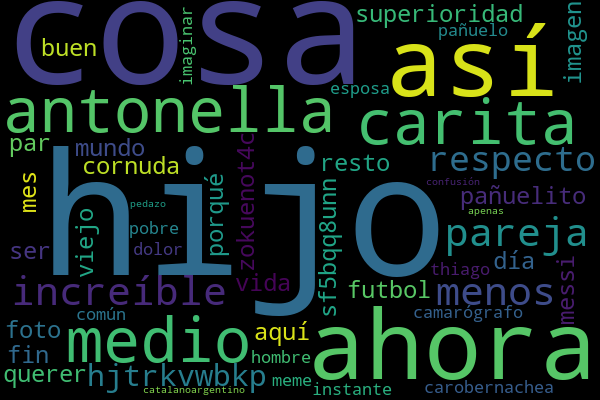 cosa
superioridad
pañuelo
imagen
buen
imaginar
así
esposa
antonella
carita
par
mundo
cornuda
resto
respecto
mes
porqué
zokuenot4c
confusión
pañuelito
hijo
pedazo
apenas
viejo
pobre
sf5bqq8unn
pareja
ser
dolor
día
thiago
messi
increíble
vida
futbol
menos
común
camarógrafo
foto
medio
aquí
ahora
fin
hombre
querer
hjtrkvwbkp
meme
instante
carobernachea
catalanoargentino